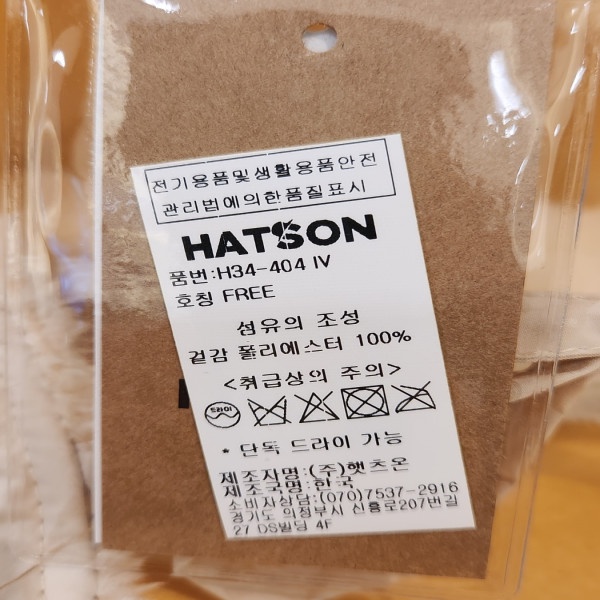 전기용품및생활용품안전
관리법에의한품질표시
HATSON
품번:H34-404 IV
호칭 FREE
섬유의 조성
겉감 폴리에스터 100%
<취급상의 주의>
드라이
* 단독 드라이 가능
제조자명:(주)햇츠온
제조국명:한국
소비사상담:(070)7537-2916
경기도 의정부시 신흥로207번길
27 DS빌딩 4F